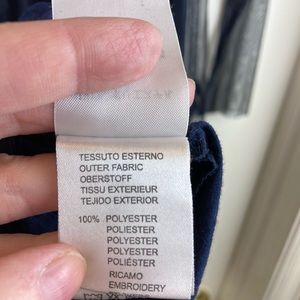 TESSUTO ESTERNO
OUTER FABRIC
OBERSTOFF
TISSU EXTERIEUR
TEJIDO EXTERIOR
100% POLYESTER
POLIESTER
POLYESTER
POLYESTER
POLIÉSTER
RICAMO
EMBROIDERY